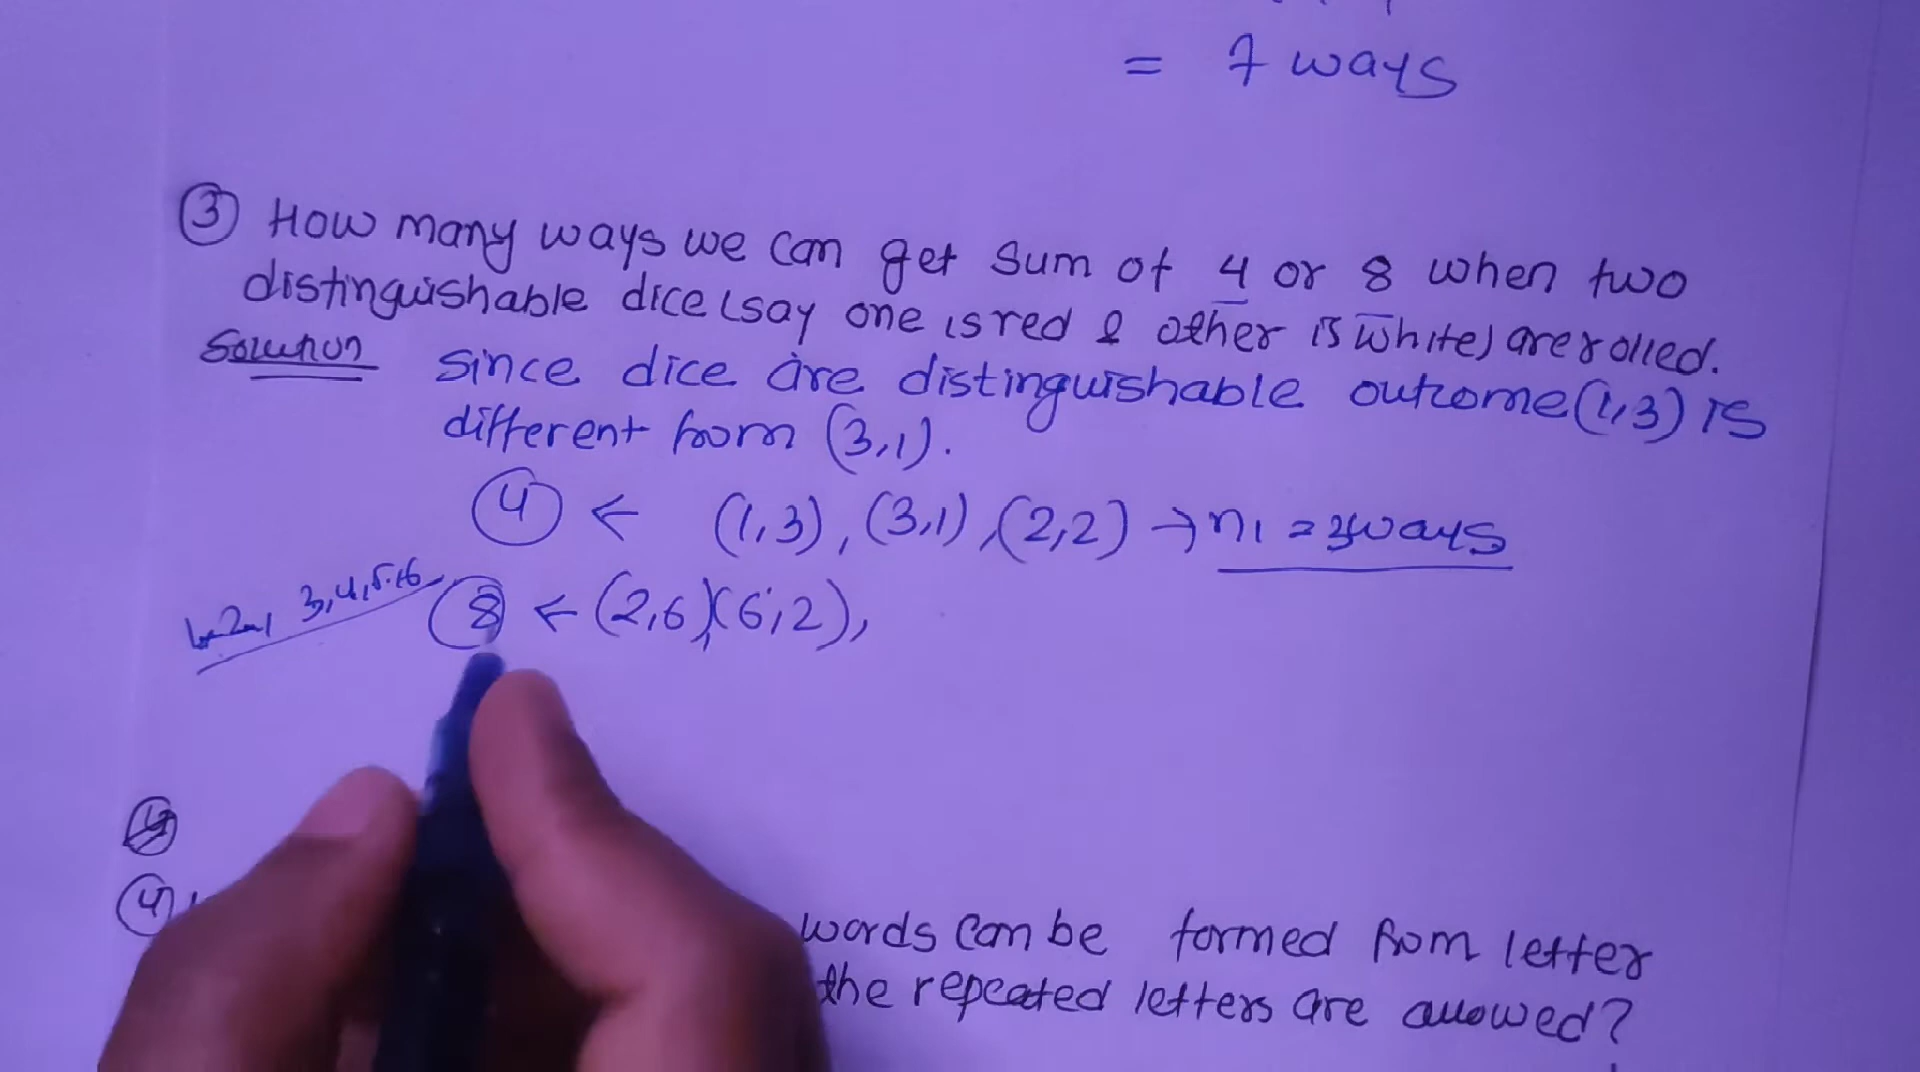 = 7 ways
③ How many ways we can get sum of 4 or 8 when two
distinguishable dice (say one is red & other is white) are rolled.
Solution Since dice are distinguishable outcome (1,3) is
different from (3,1).
④ ← (1,3), (3,1), (2,2) → n1 = 3 ways
1, 2, 3, 4, 5, 6
⑧ ← (2,6), (6,2),
④
words can be formed from letter
the repeated letters are allowed?